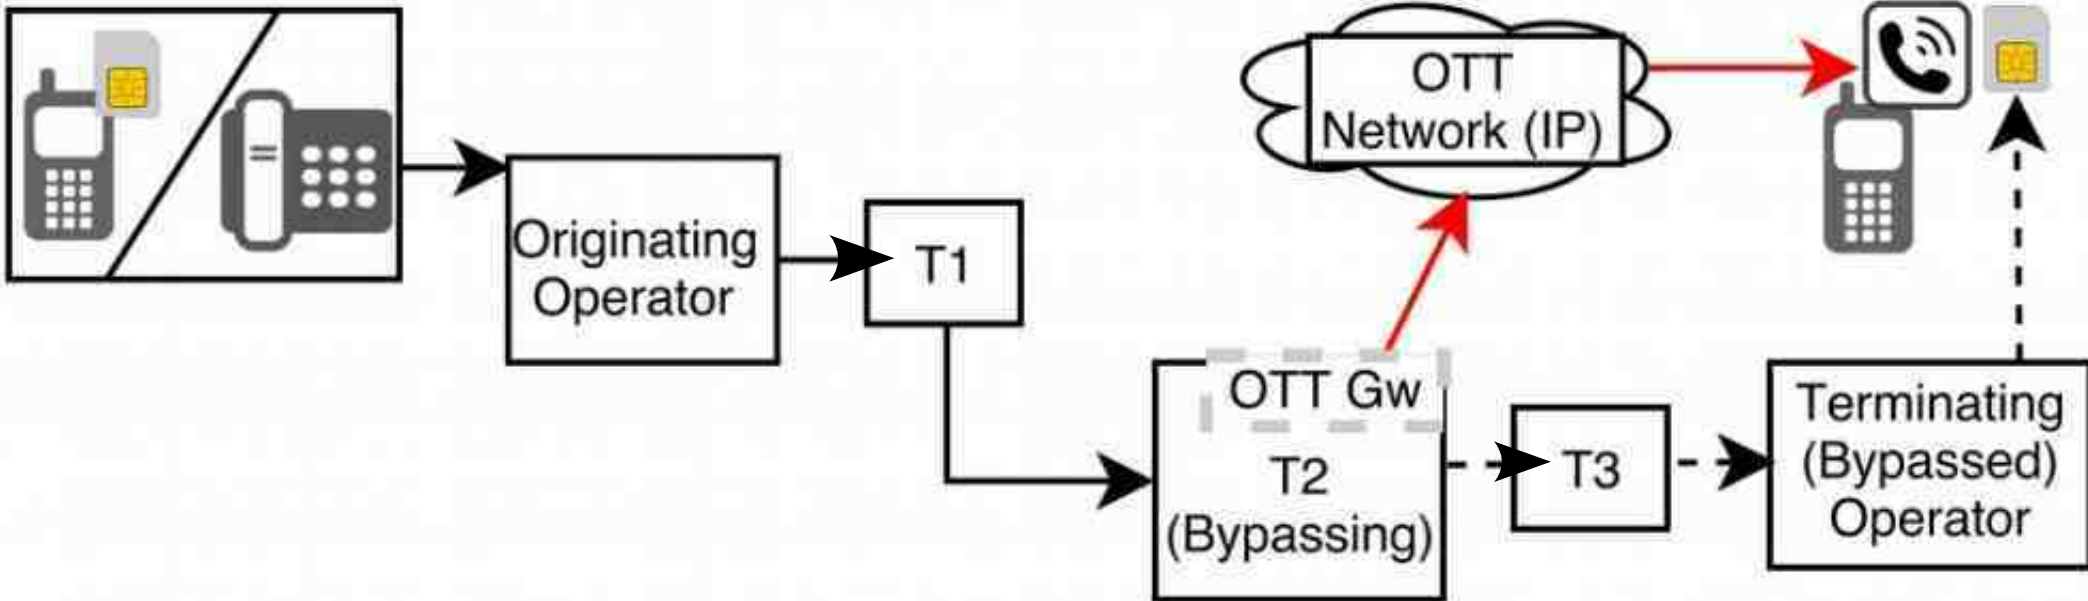 Originating
Operator
T1
OTT
Network (IP)
OTT Gw
T2
(Bypassing)
T3
Terminating
(Bypassed)
Operator